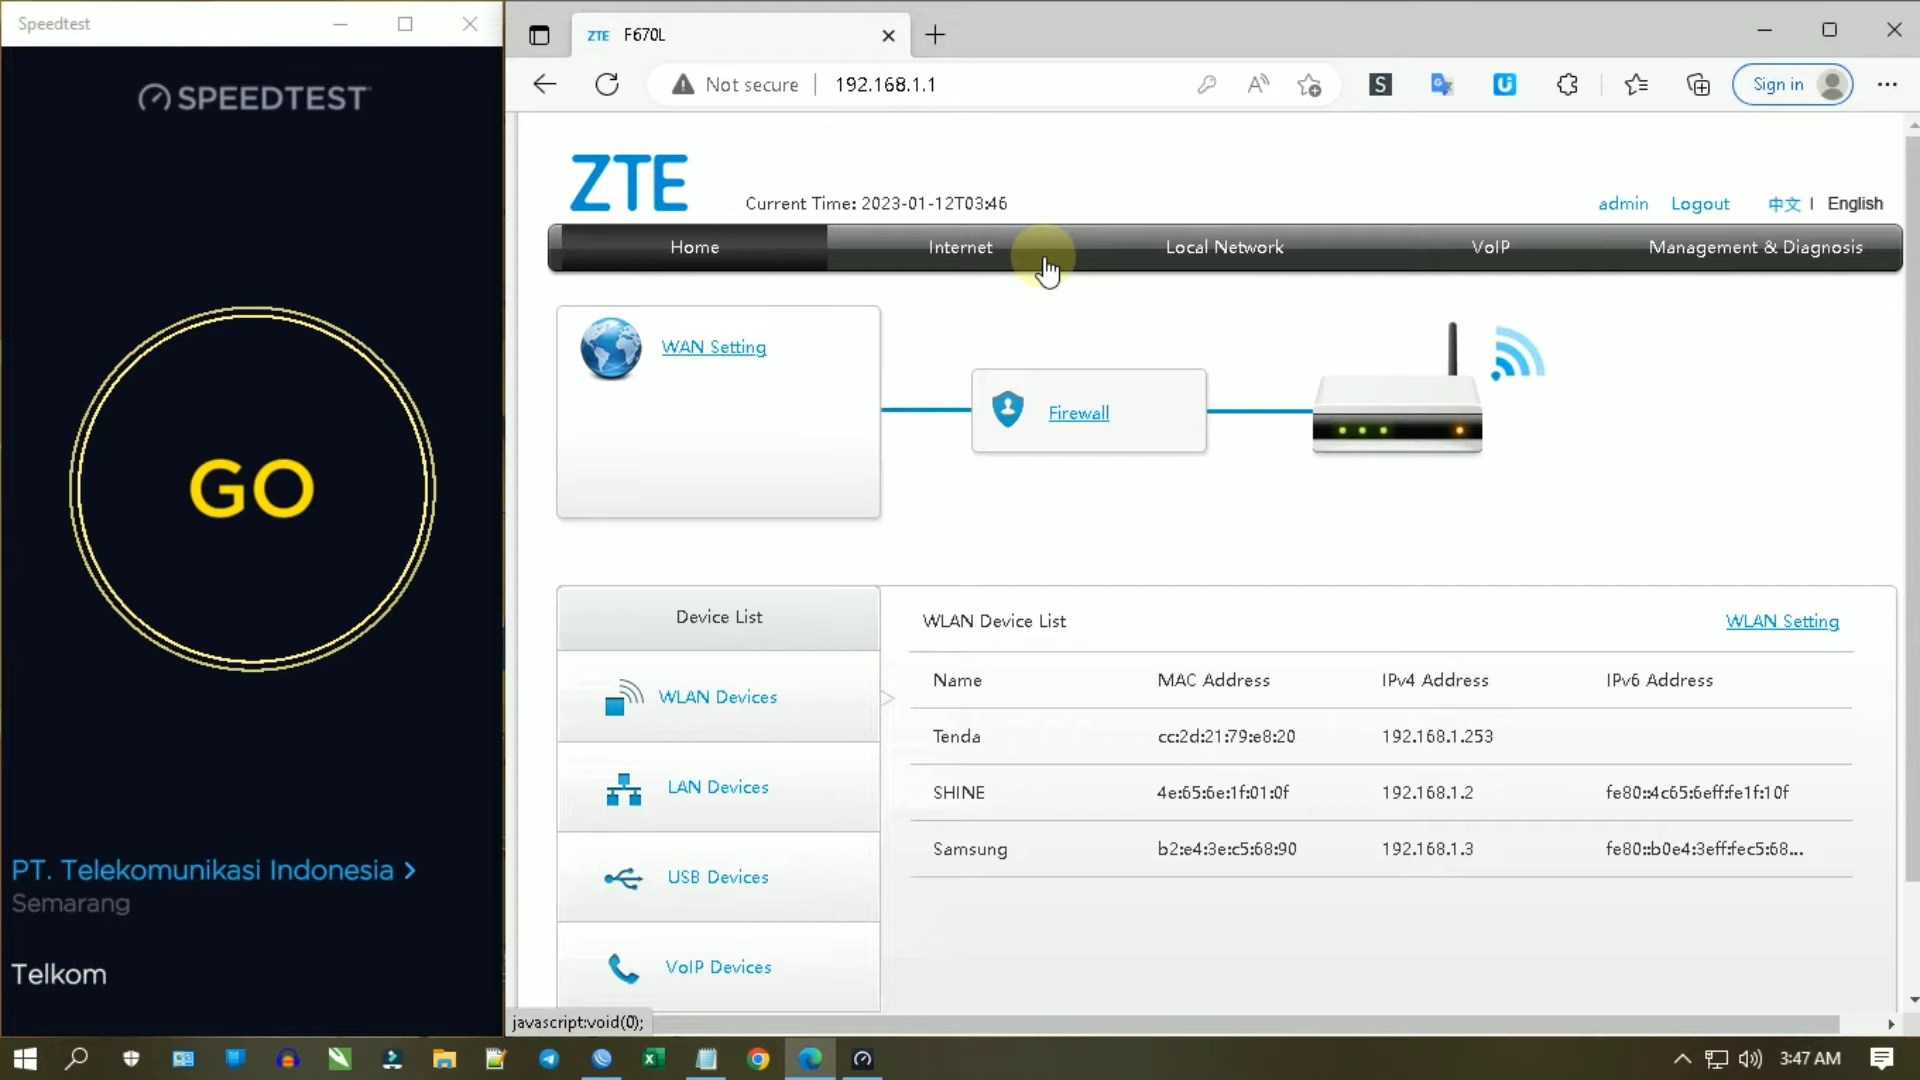 Speedtest
SPEEDTEST
GO
PT. Telekomunikasi Indonesia >
Semarang
Telkom
ZTE F670L
Not secure 192.168.1.1
Sign in
ZTE
Current Time: 2023-01-12T03:46
admin Logout 中文 | English
Home Internet Local Network VoIP Management & Diagnosis
WAN Setting
Firewall
Device List
WLAN Devices
LAN Devices
USB Devices
VoIP Devices
WLAN Device List WLAN Setting
Name MAC Address IPv4 Address IPv6 Address
Tenda cc:2d:21:79:e8:20 192.168.1.253
SHINE 4e:65:6e:1f:01:0f 192.168.1.2 fe80::4c65:6eff:fe1f:10f
Samsung b2:e4:3e:c5:68:90 192.168.1.3 fe80::b0e4:3eff:fec5:68...
javascript:void(0);
3:47 AM